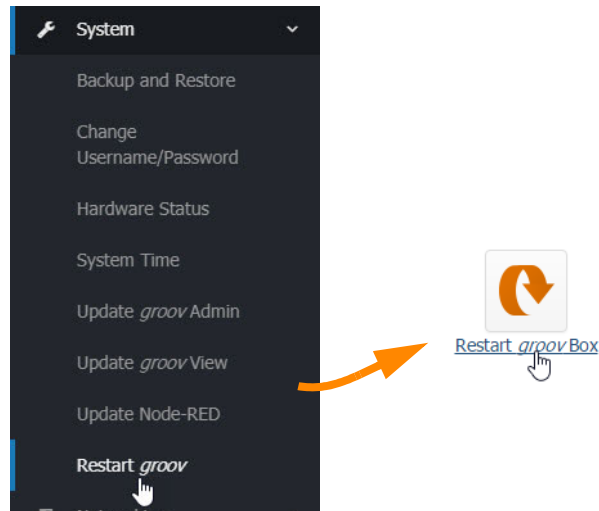 System
Backup and Restore
Change
Username/Password
Hardware Status
System Time
Update groov Admin
Update groov View
Update Node-RED
Restart groov
Restart groov Box